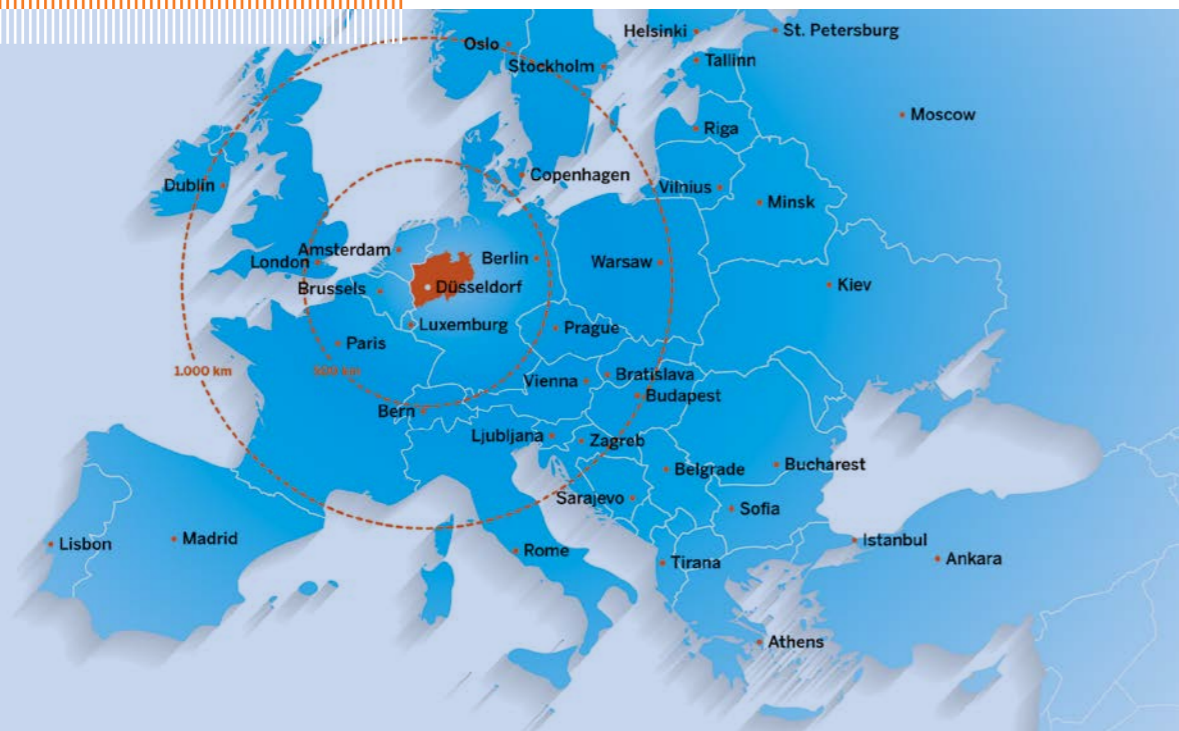 Helsinki
St. Petersburg
Oslo
Stockholm
Tallinn
Moscow
Riga
Copenhagen
Dublin
Vilnius
Minsk
Amsterdam
Berlin
London
Warsaw
Brussels
Düsseldorf
Kiev
Luxemburg
Prague
Paris
1.000 km
500 km
Vienna
Bratislava
Budapest
Bern
Ljubljana
Zagreb
Belgrade
Bucharest
Sarajevo
Sofia
Madrid
Lisbon
Rome
Istanbul
Tirana
Ankara
Athens